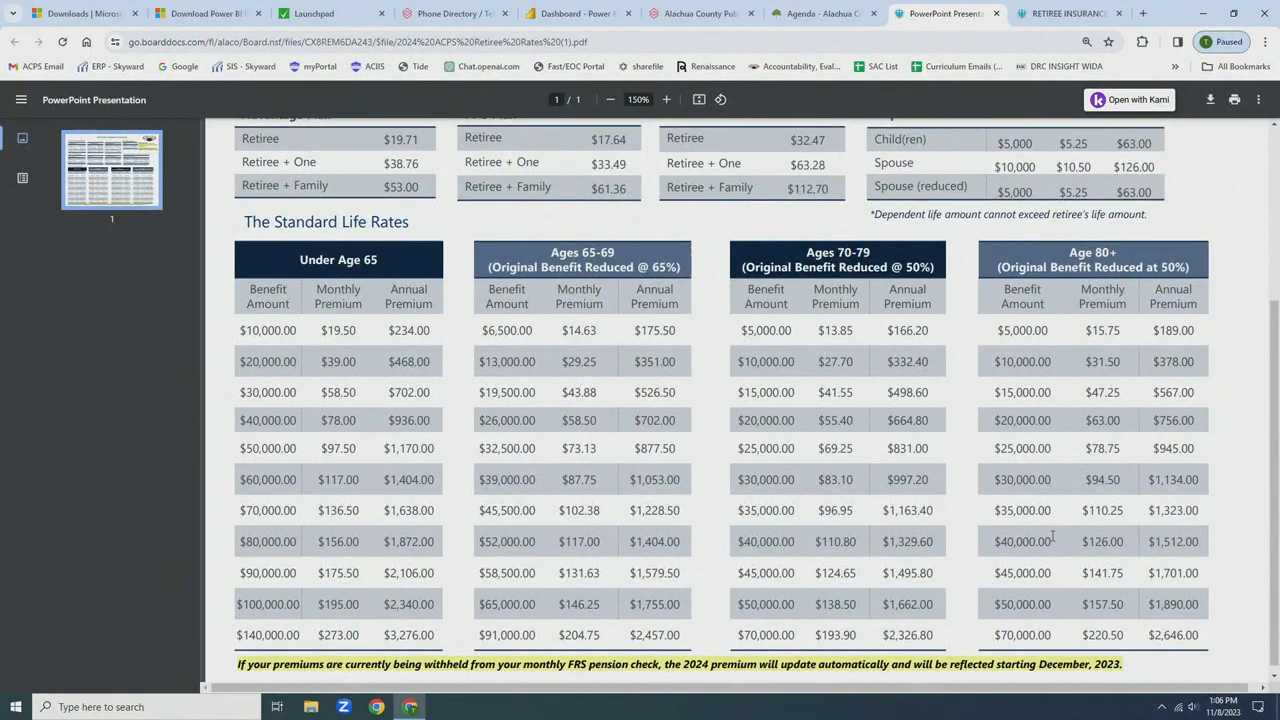 Downloads | Micros
Download Power BI
Launchpad
Phone Directory / Te
Dashboard - Power
Alachua County Pub
Agenda - Alachua C
PowerPoint Present
RETIREE INSURANC
go.boarddocs.com/fl/alaco/Board.nsf/files/CX8REM6DA243/$file/2024%20ACPS%20Retiree%20Rates%20(1).pdf
T Paused
ACPS Email
ERP - Skyward
Google
SIS - Skyward
myPortal
ACIIS
Tide
Chat.openai.com
Fast/EOC Portal
sharefile
Renaissance
Accountability, Eval...
SAC List
Curriculum Emails (...
DRC INSIGHT WIDA
All Bookmarks
PowerPoint Presentation
1 / 1
150%
Open with Kami
1
Retiree $19.71
Retiree + One $38.76
Retiree + Family $53.00
Retiree $17.64
Retiree + One $33.49
Retiree + Family $61.36
Retiree
Retiree + One $63.28
Retiree + Family $112.70
Child(ren) $5,000 $5.25 $63.00
Spouse $10,000 $10.50 $126.00
Spouse (reduced) $5,000 $5.25 $63.00
*Dependent life amount cannot exceed retiree's life amount.
The Standard Life Rates
Under Age 65
Benefit Amount Monthly Premium Annual Premium
$10,000.00 $19.50 $234.00
$20,000.00 $39.00 $468.00
$30,000.00 $58.50 $702.00
$40,000.00 $78.00 $936.00
$50,000.00 $97.50 $1,170.00
$60,000.00 $117.00 $1,404.00
$70,000.00 $136.50 $1,638.00
$80,000.00 $156.00 $1,872.00
$90,000.00 $175.50 $2,106.00
$100,000.00 $195.00 $2,340.00
$140,000.00 $273.00 $3,276.00
Ages 65-69
(Original Benefit Reduced @ 65%)
Benefit Amount Monthly Premium Annual Premium
$6,500.00 $14.63 $175.50
$13,000.00 $29.25 $351.00
$19,500.00 $43.88 $526.50
$26,000.00 $58.50 $702.00
$32,500.00 $73.13 $877.50
$39,000.00 $87.75 $1,053.00
$45,500.00 $102.38 $1,228.50
$52,000.00 $117.00 $1,404.00
$58,500.00 $131.63 $1,579.50
$65,000.00 $146.25 $1,755.00
$91,000.00 $204.75 $2,457.00
Ages 70-79
(Original Benefit Reduced @ 50%)
Benefit Amount Monthly Premium Annual Premium
$5,000.00 $13.85 $166.20
$10,000.00 $27.70 $332.40
$15,000.00 $41.55 $498.60
$20,000.00 $55.40 $664.80
$25,000.00 $69.25 $831.00
$30,000.00 $83.10 $997.20
$35,000.00 $96.95 $1,163.40
$40,000.00 $110.80 $1,329.60
$45,000.00 $124.65 $1,495.80
$50,000.00 $138.50 $1,662.00
$70,000.00 $193.90 $2,326.80
Age 80+
(Original Benefit Reduced at 50%)
Benefit Amount Monthly Premium Annual Premium
$5,000.00 $15.75 $189.00
$10,000.00 $31.50 $378.00
$15,000.00 $47.25 $567.00
$20,000.00 $63.00 $756.00
$25,000.00 $78.75 $945.00
$30,000.00 $94.50 $1,134.00
$35,000.00 $110.25 $1,323.00
$40,000.00 $126.00 $1,512.00
$45,000.00 $141.75 $1,701.00
$50,000.00 $157.50 $1,890.00
$70,000.00 $220.50 $2,646.00
If your premiums are currently being withheld from your monthly FRS pension check, the 2024 premium will update automatically and will be reflected starting December, 2023.
Type here to search
1:06 PM
11/8/2023